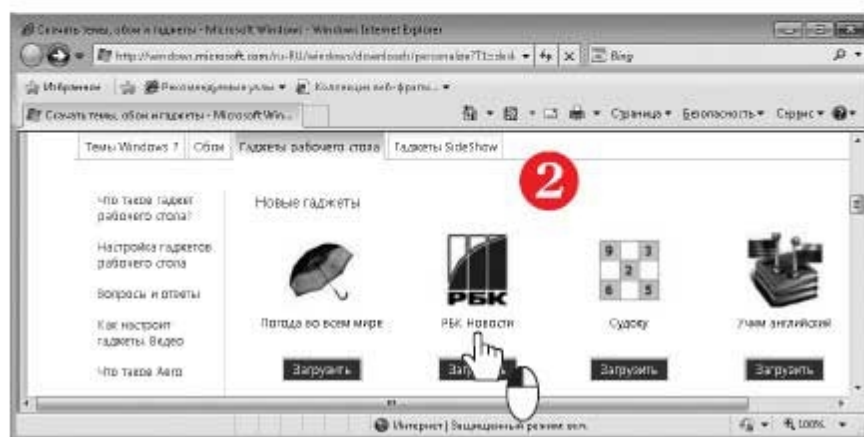 Скачать темы, обои и гаджеты - Microsoft Windows - Windows Internet Explorer
Bing
Избранное Рекомендуемые узлы Коллекция веб-фрагм...
Скачать темы, обои и гаджеты - Microsoft Win...
Страница Безопасность Сервис
Темы Windows 7 Обои Гаджеты рабочего стола Гаджеты SideShow
2
Что такое гаджет
рабочего стола?
Новые гаджеты
Настройка гаджетов
рабочего стола
Вопросы и ответы
Как настроить
гаджеты. Видео
Что такое Aero
9 3
2
6 5
РБК
Погода во всем мире РБК Новости Судоку Учим английский
Загрузить Загрузить Загрузить
Интернет | Защищенный режим: вкл.
100%